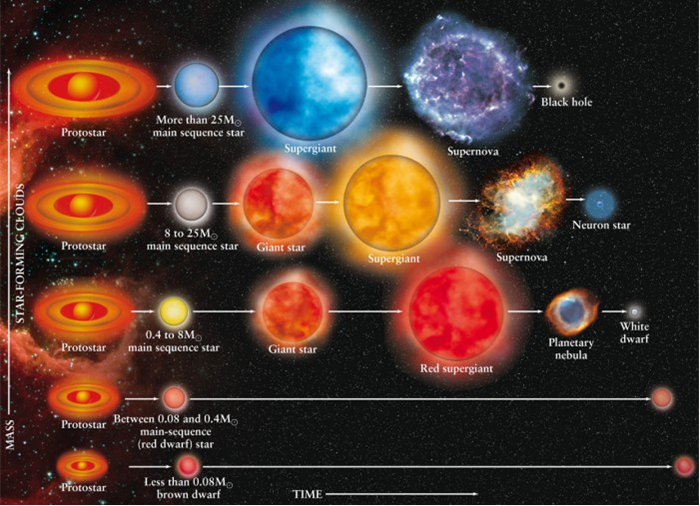 Protostar
More than 25M☉
main sequence star
Supergiant
Supernova
Black hole
Protostar
8 to 25M☉
main sequence star
Giant star
Supergiant
Supernova
Neuron star
Protostar
0.4 to 8M☉
main sequence star
Giant star
Red supergiant
Planetary
nebula
White
dwarf
Protostar
Between 0.08 and 0.4M☉
main-sequence
(red dwarf) star
Protostar
Less than 0.08M☉
brown dwarf
STAR-FORMING CLOUDS
MASS
TIME